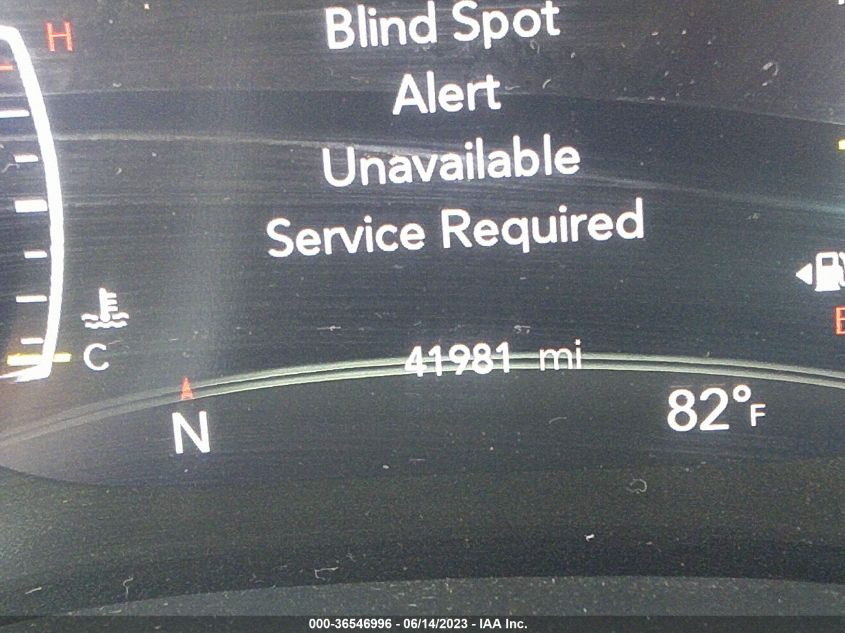 H
Blind Spot
Alert
Unavailable
Service Required
C
41981 mi
N
82°F
E
000-36546996 - 06/14/2023 - IAA Inc.